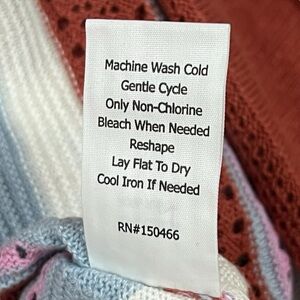 Machine Wash Cold
Gentle Cycle
Only Non-Chlorine
Bleach When Needed
Reshape
Lay Flat To Dry
Cool Iron If Needed
RN#150466